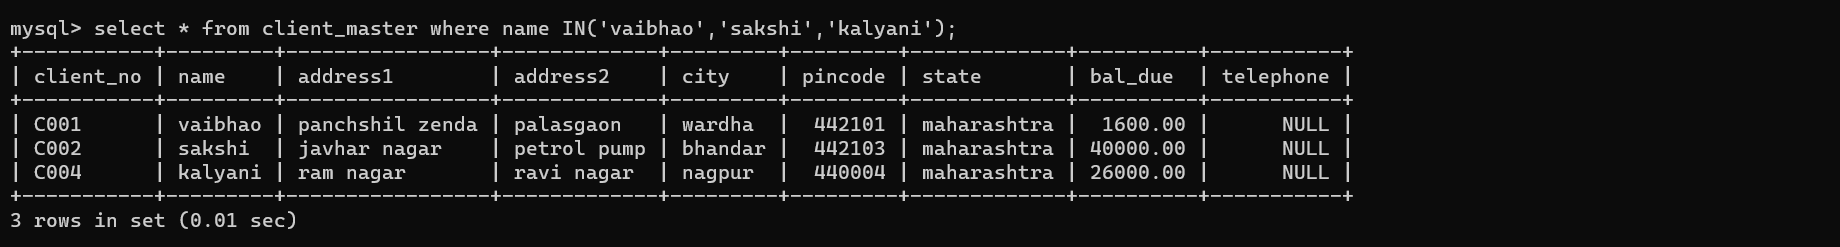 mysql> select * from client_master where name IN('vaibhao','sakshi','kalyani');
+-----------+---------+-----------------+-------------+---------+---------+-------------+----------+-----------+
| client_no | name    | address1        | address2    | city    | pincode | state       | bal_due  | telephone |
+-----------+---------+-----------------+-------------+---------+---------+-------------+----------+-----------+
| C001      | vaibhao | panchshil zenda | palasgaon   | wardha  |  442101 | maharashtra |  1600.00 |      NULL |
| C002      | sakshi  | javhar nagar    | petrol pump | bhandar |  442103 | maharashtra | 40000.00 |      NULL |
| C004      | kalyani | ram nagar       | ravi nagar  | nagpur  |  440004 | maharashtra | 26000.00 |      NULL |
+-----------+---------+-----------------+-------------+---------+---------+-------------+----------+-----------+
3 rows in set (0.01 sec)